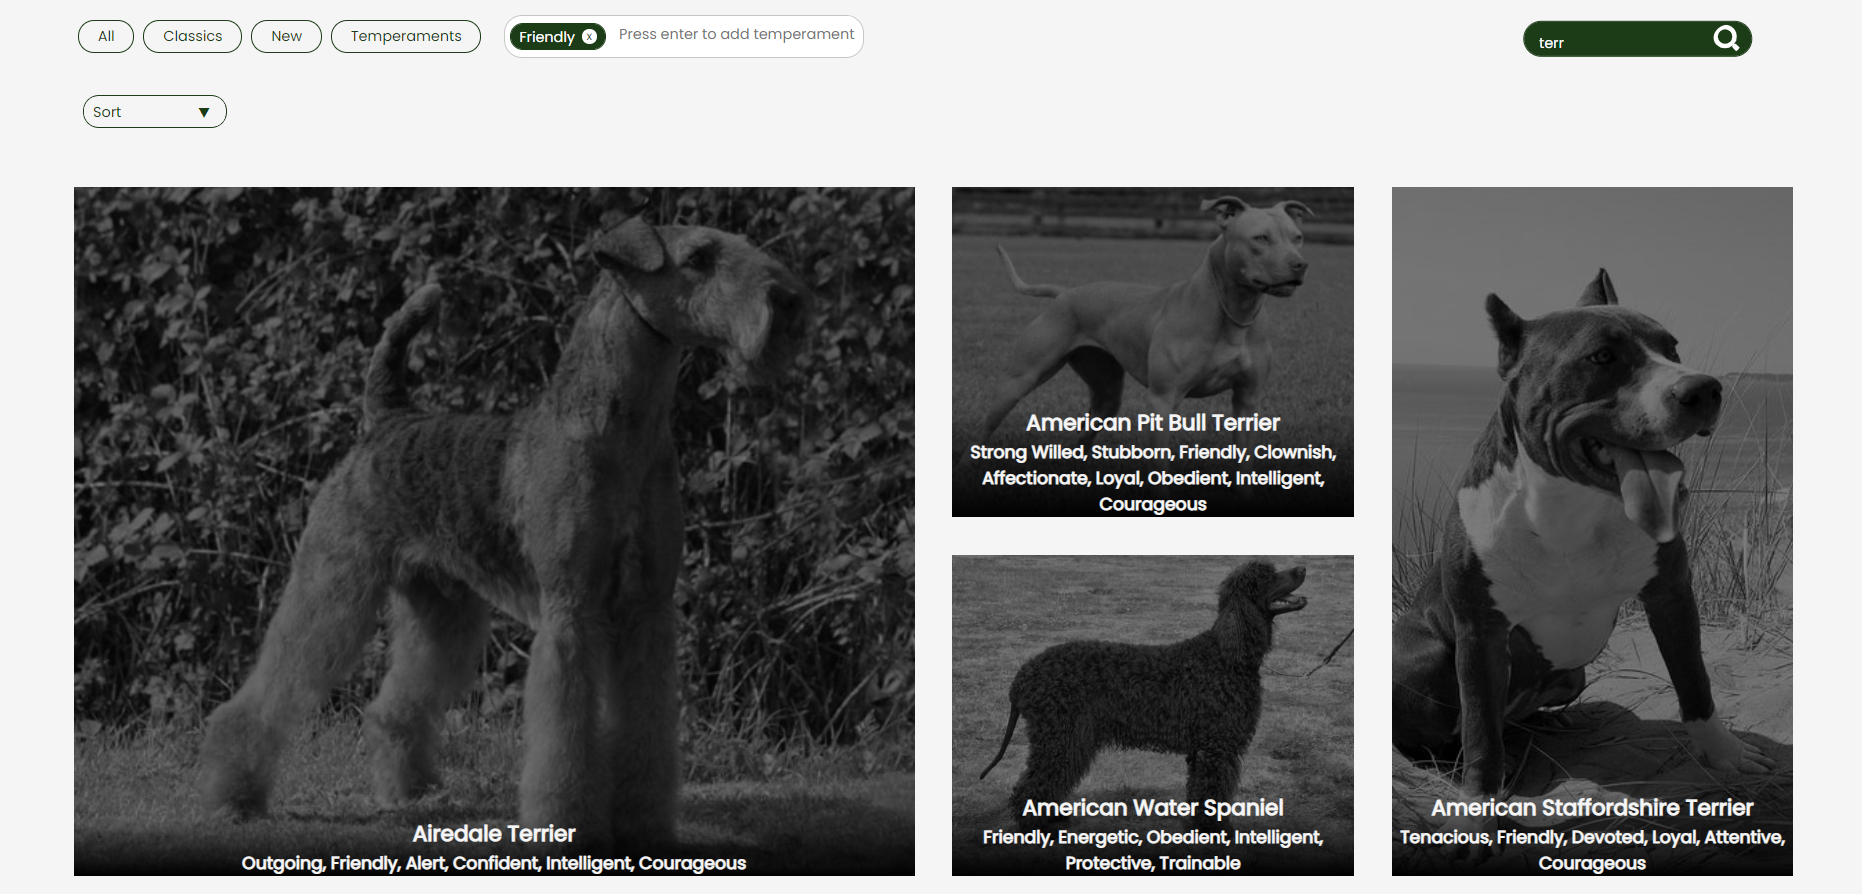 All
Classics
New
Temperaments
Friendly x
Press enter to add temperament
terr
Sort
American Pit Bull Terrier
Strong Willed, Stubborn, Friendly, Clownish,
Affectionate, Loyal, Obedient, Intelligent,
Courageous
Airedale Terrier
Outgoing, Friendly, Alert, Confident, Intelligent, Courageous
American Water Spaniel
Friendly, Energetic, Obedient, Intelligent,
Protective, Trainable
American Staffordshire Terrier
Tenacious, Friendly, Devoted, Loyal, Attentive,
Courageous